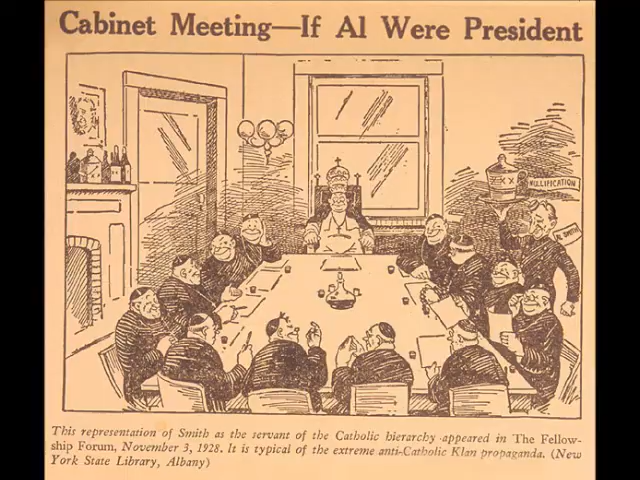 Cabinet Meeting—If Al Were President
XX
NULLIFICATION
SMITH
This representation of Smith as the servant of the Catholic hierarchy appeared in The Fellow-
ship Forum, November 3, 1928. It is typical of the extreme anti-Catholic Klan propaganda. (New
York State Library, Albany)